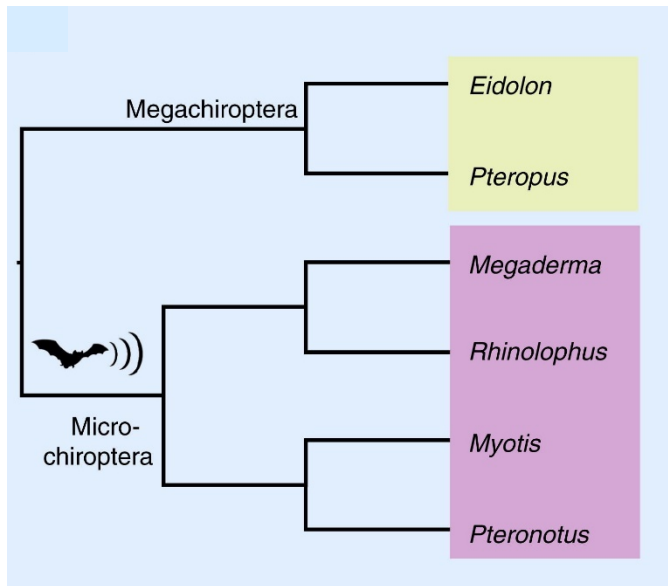 Eidolon
Megachiroptera
Pteropus
Megaderma
Rhinolophus
Micro-
chiroptera
Myotis
Pteronotus